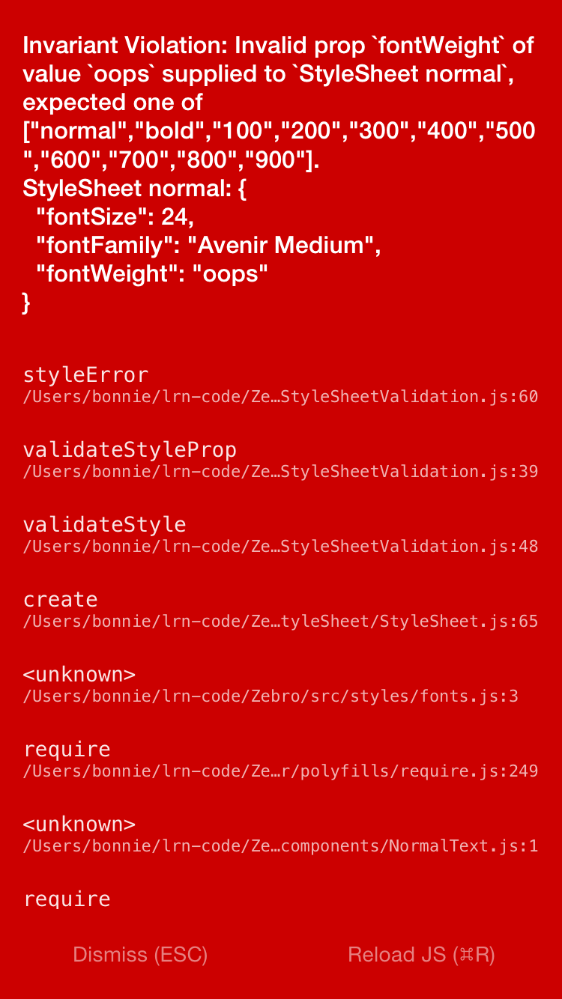 Invariant Violation: Invalid prop `fontWeight` of
value `oops` supplied to `StyleSheet normal`,
expected one of
["normal","bold","100","200","300","400","500
","600","700","800","900"].
StyleSheet normal: {
  "fontSize": 24,
  "fontFamily": "Avenir Medium",
  "fontWeight": "oops"
}
styleError
/Users/bonnie/lrn-code/Ze…StyleSheetValidation.js:60
validateStyleProp
/Users/bonnie/lrn-code/Ze…StyleSheetValidation.js:39
validateStyle
/Users/bonnie/lrn-code/Ze…StyleSheetValidation.js:48
create
/Users/bonnie/lrn-code/Ze…tyleSheet/StyleSheet.js:65
<unknown>
/Users/bonnie/lrn-code/Zebro/src/styles/fonts.js:3
require
/Users/bonnie/lrn-code/Ze…r/polyfills/require.js:249
<unknown>
/Users/bonnie/lrn-code/Ze…components/NormalText.js:1
require
Dismiss (ESC) Reload JS (⌘R)